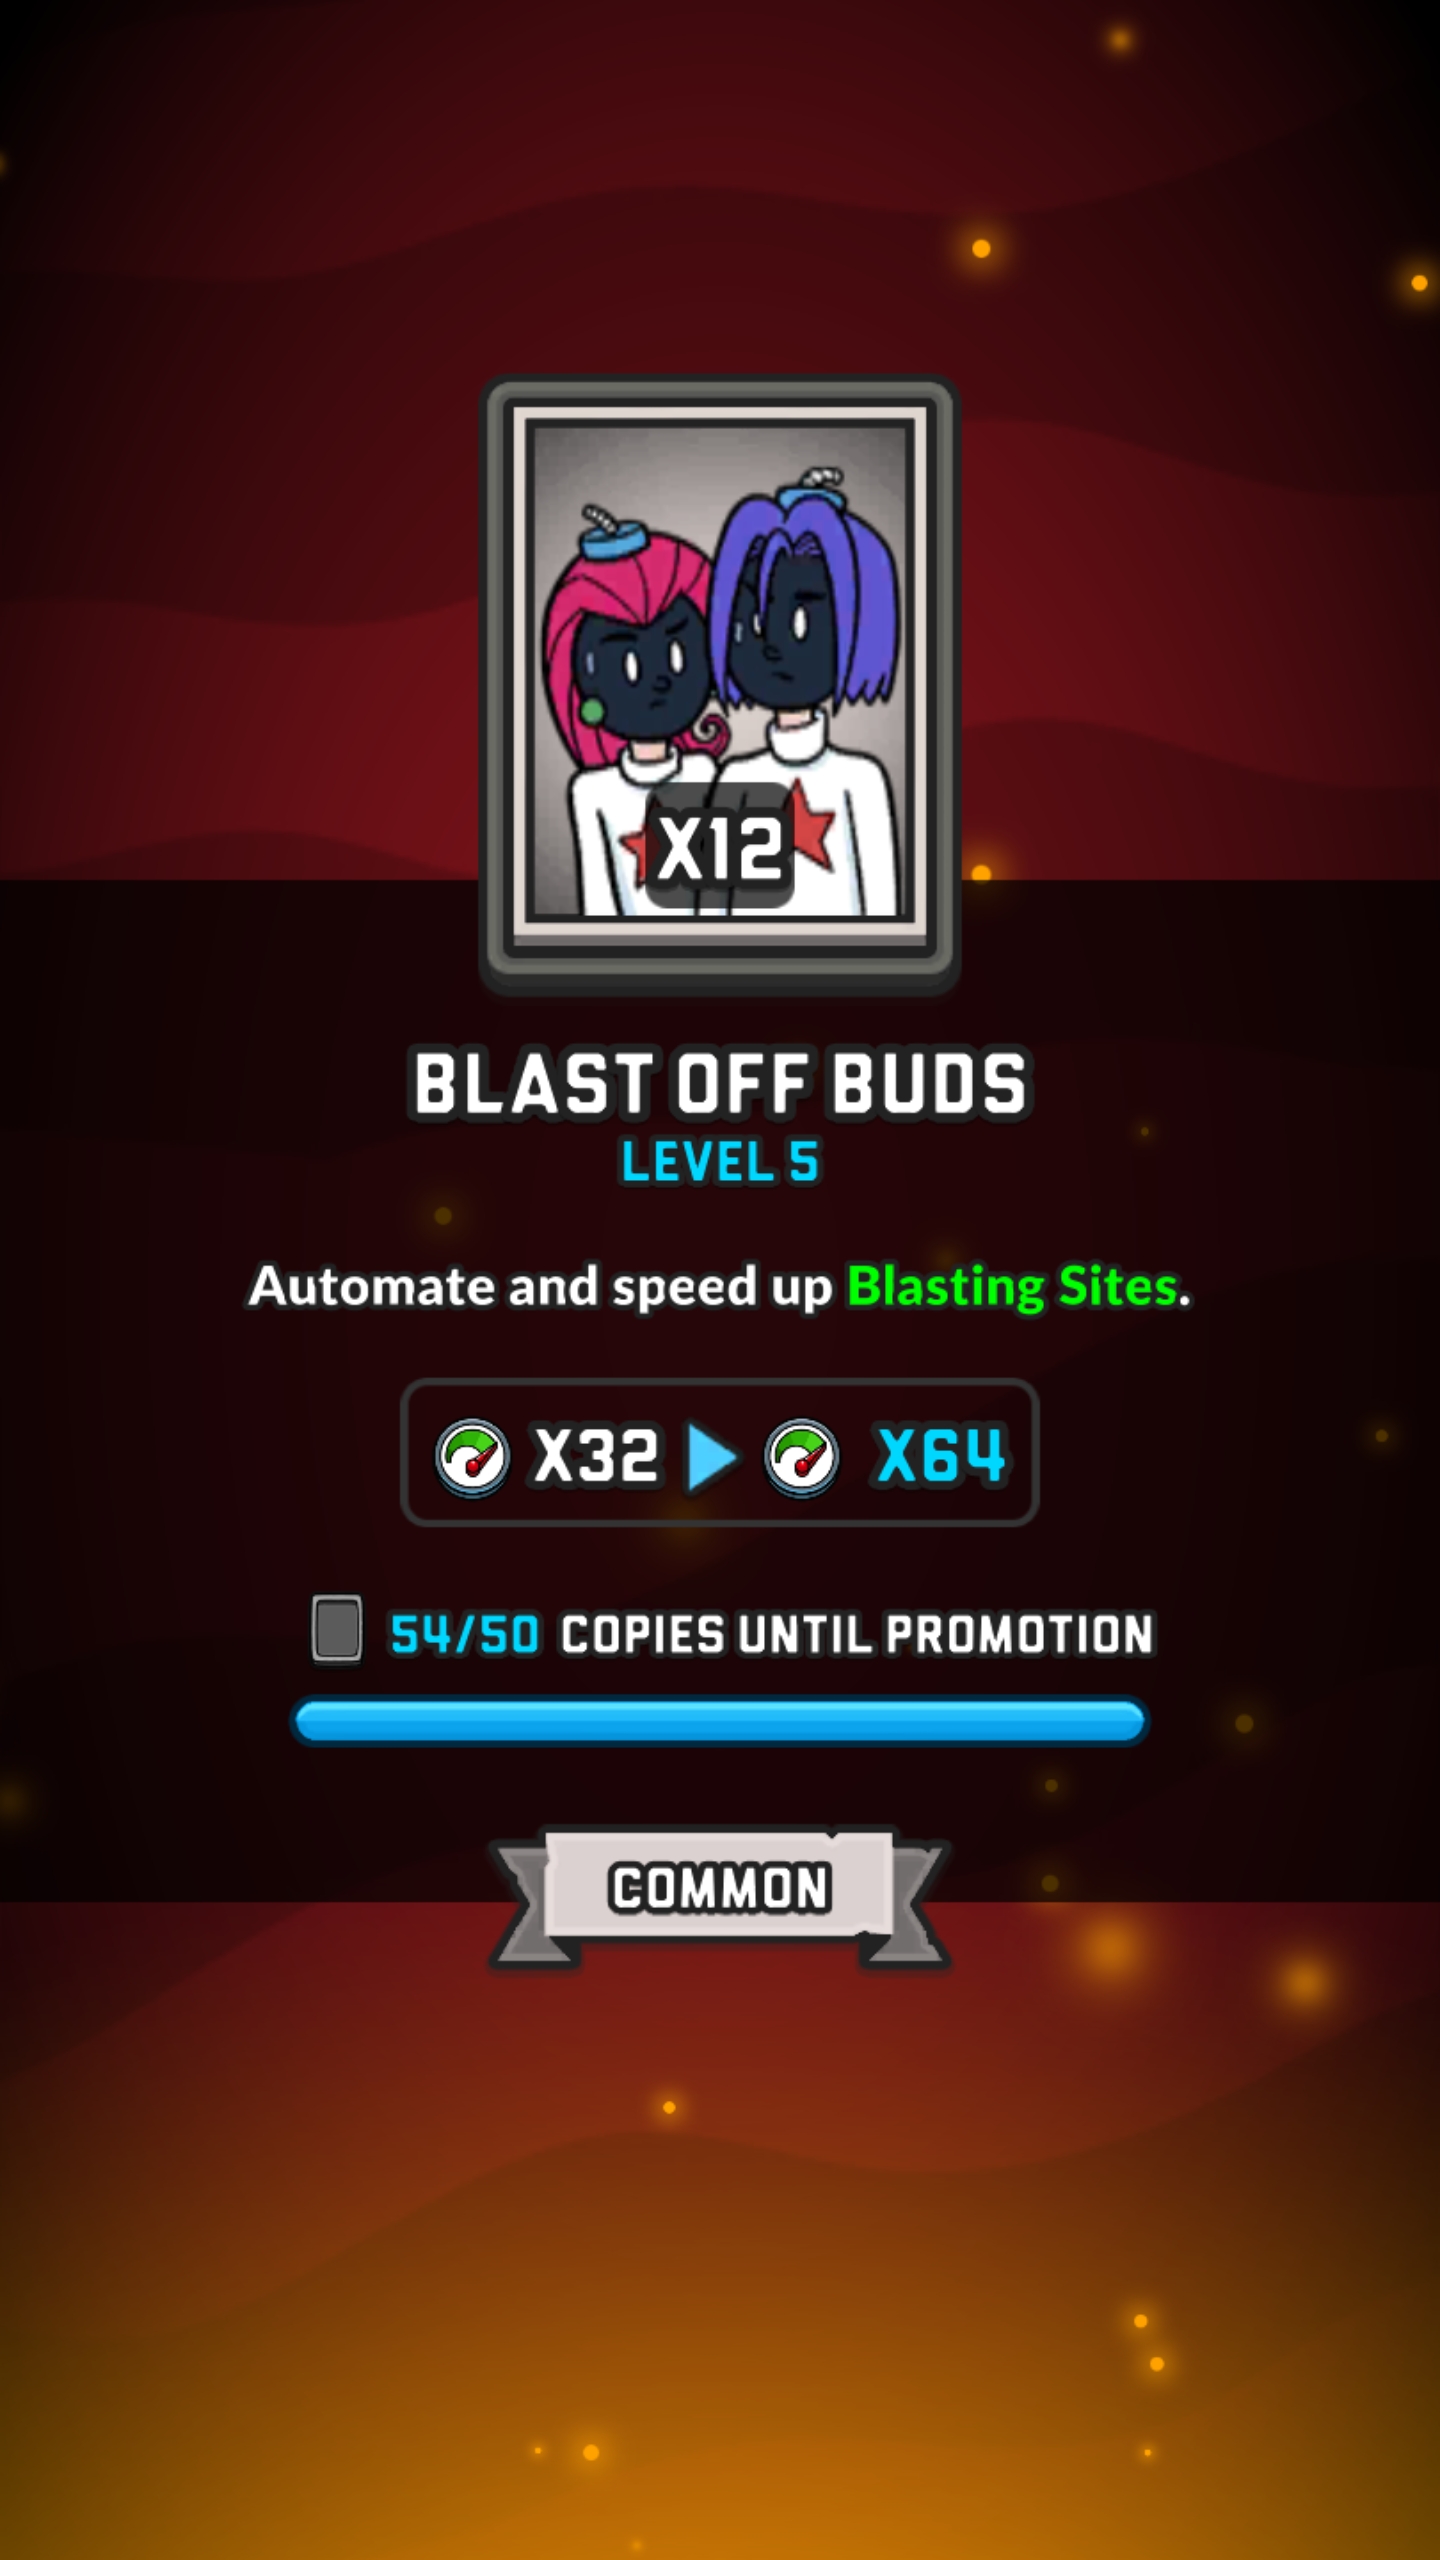 X12
BLAST OFF BUDS
LEVEL 5
Automate and speed up Blasting Sites.
X32 X64
54/50 COPIES UNTIL PROMOTION
COMMON